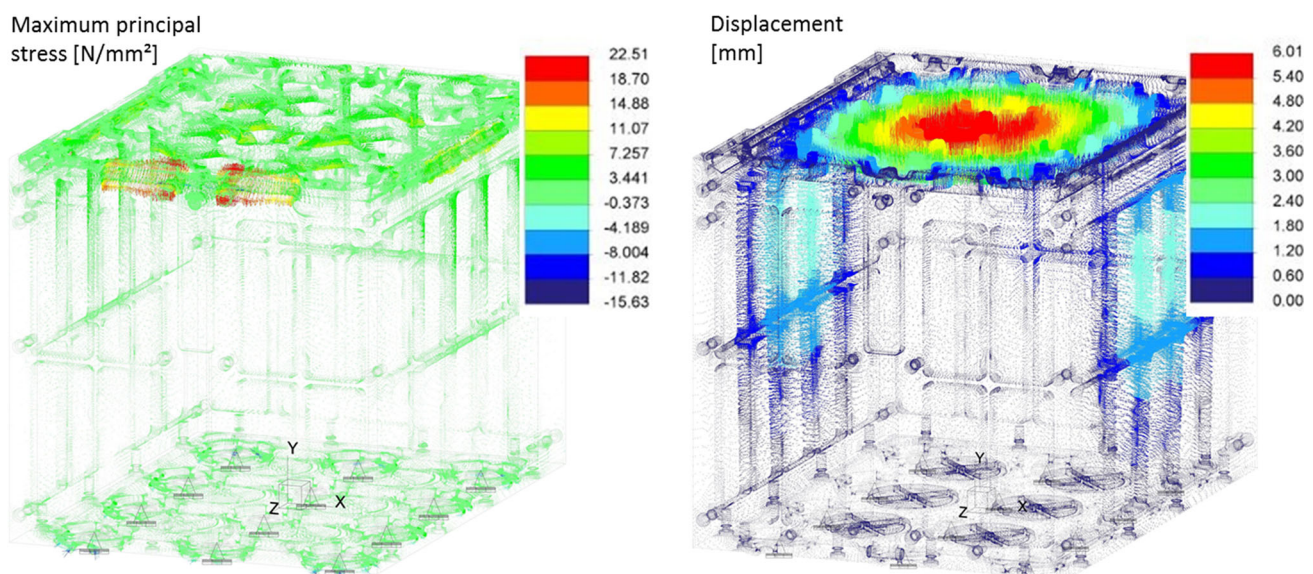 Maximum principal
stress [N/mm²]
22.51
18.70
14.88
11.07
7.257
3.441
-0.373
-4.189
-8.004
-11.82
-15.63
Y
Z
X
Displacement
[mm]
6.01
5.40
4.80
4.20
3.60
3.00
2.40
1.80
1.20
0.60
0.00
Y
Z
X